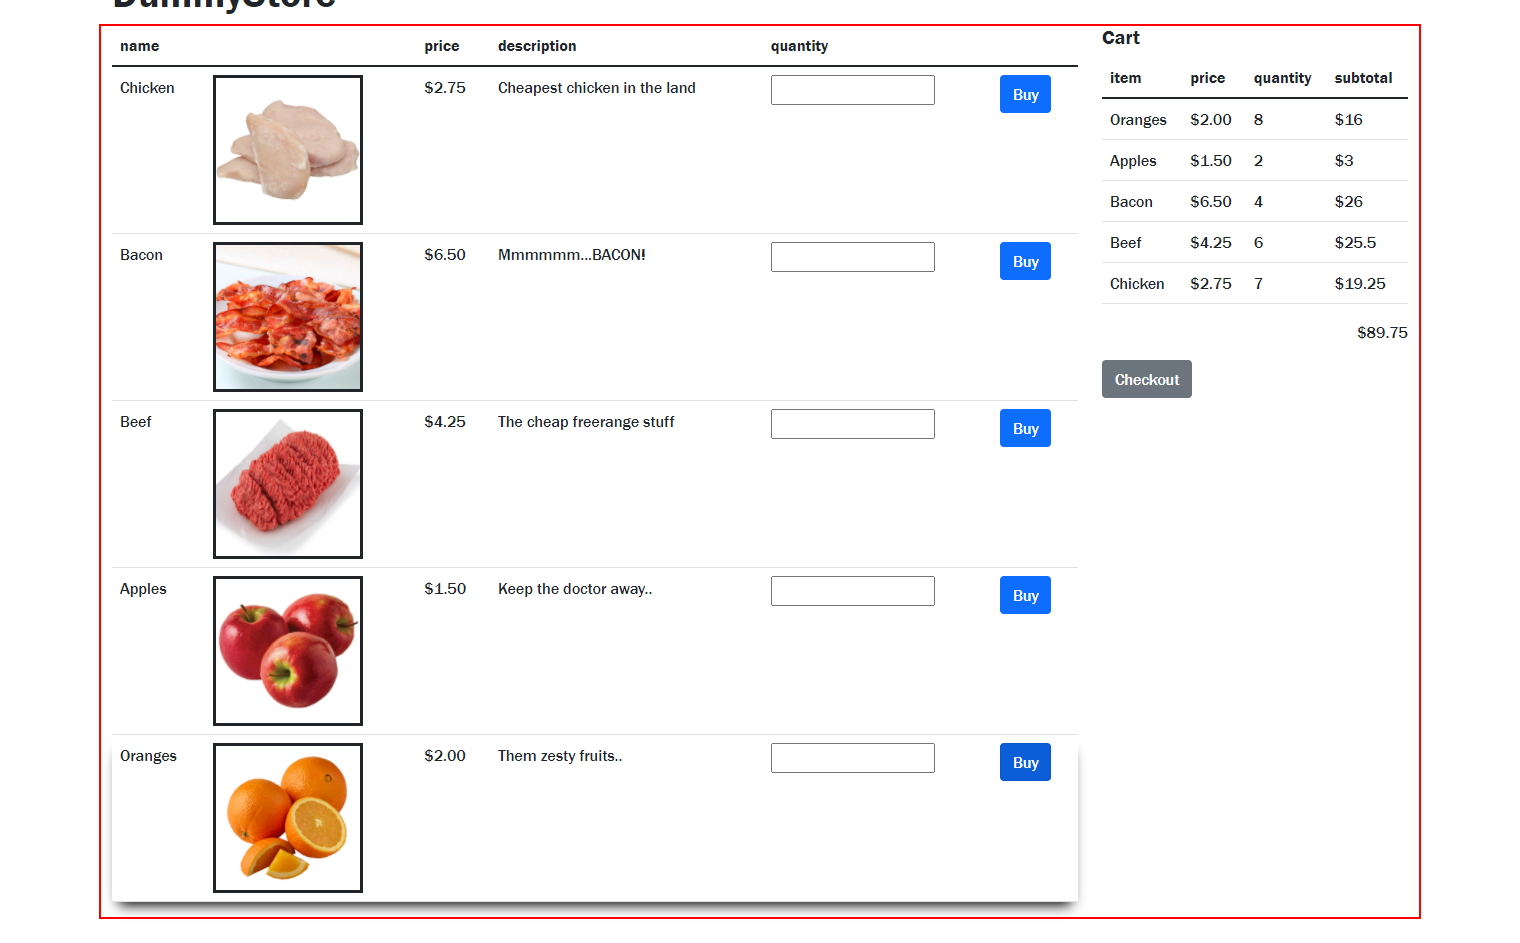 DummyStore
name price description quantity
Chicken $2.75 Cheapest chicken in the land Buy
Bacon $6.50 Mmmmmm...BACON! Buy
Beef $4.25 The cheap freerange stuff Buy
Apples $1.50 Keep the doctor away.. Buy
Oranges $2.00 Them zesty fruits.. Buy
Cart
item price quantity subtotal
Oranges $2.00 8 $16
Apples $1.50 2 $3
Bacon $6.50 4 $26
Beef $4.25 6 $25.5
Chicken $2.75 7 $19.25
$89.75
Checkout